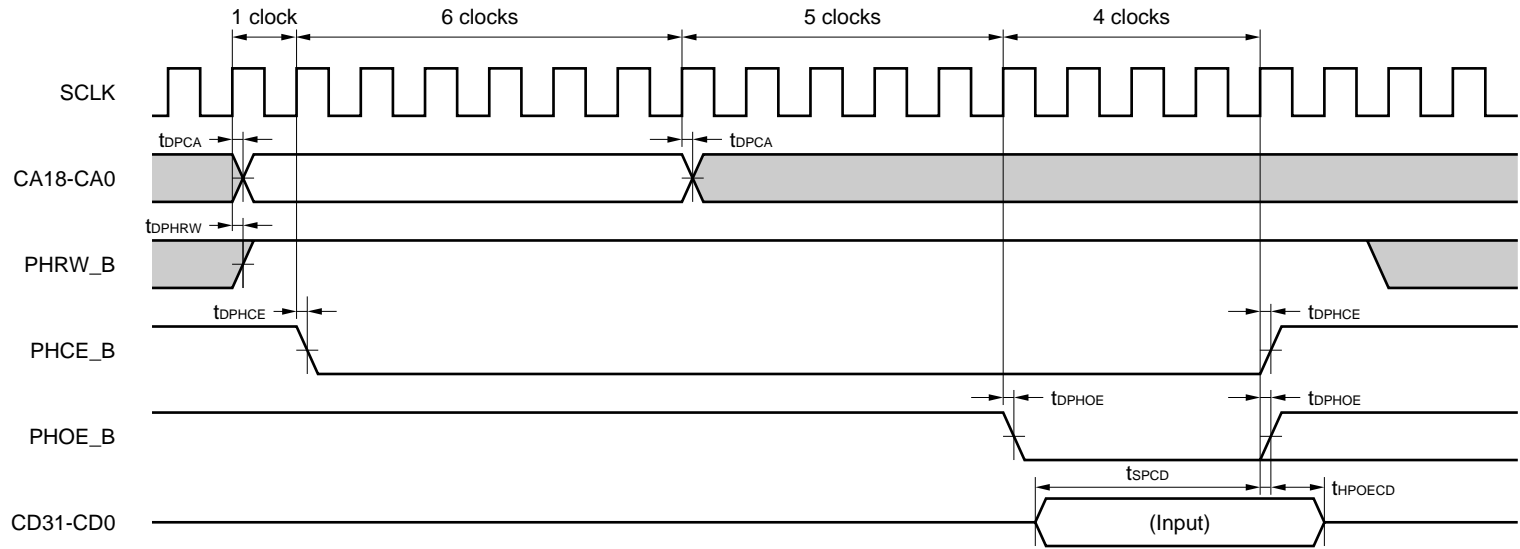 1 clock 6 clocks 5 clocks 4 clocks
SCLK
tDPCA tDPCA
CA18-CA0
tDPHRW
PHRW_B
tDPHCE tDPHCE
PHCE_B
tDPHOE tDPHOE
PHOE_B
tSPCD tHPOECD
CD31-CD0 (Input)